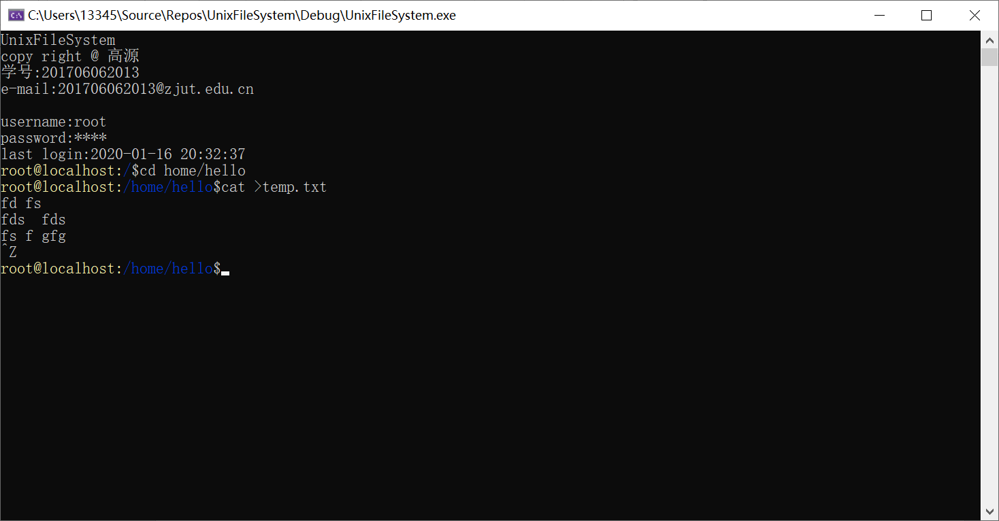 C:\Users\13345\Source\Repos\UnixFileSystem\Debug\UnixFileSystem.exe
UnixFileSystem
copy right @ 高源
学号:201706062013
e-mail:201706062013@zjut.edu.cn
username:root
password:****
last login:2020-01-16 20:32:37
root@localhost:/$cd home/hello
root@localhost:/home/hello$cat >temp.txt
fd fs
fds  fds
fs f gfg
^Z
root@localhost:/home/hello$